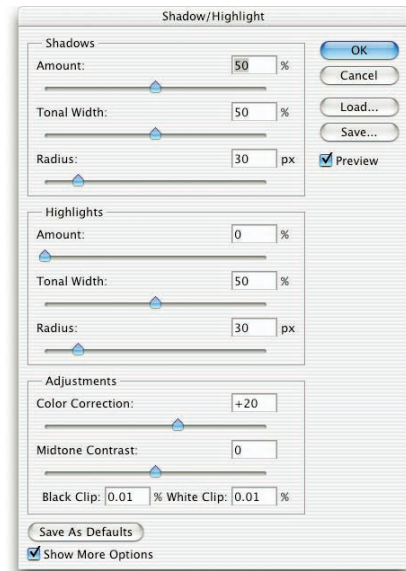 Shadow/Highlight
Shadows
Amount: 50 %
Tonal Width: 50 %
Radius: 30 px
Highlights
Amount: 0 %
Tonal Width: 50 %
Radius: 30 px
Adjustments
Color Correction: +20
Midtone Contrast: 0
Black Clip: 0.01 % White Clip: 0.01 %
Save As Defaults
Show More Options
OK
Cancel
Load...
Save...
Preview